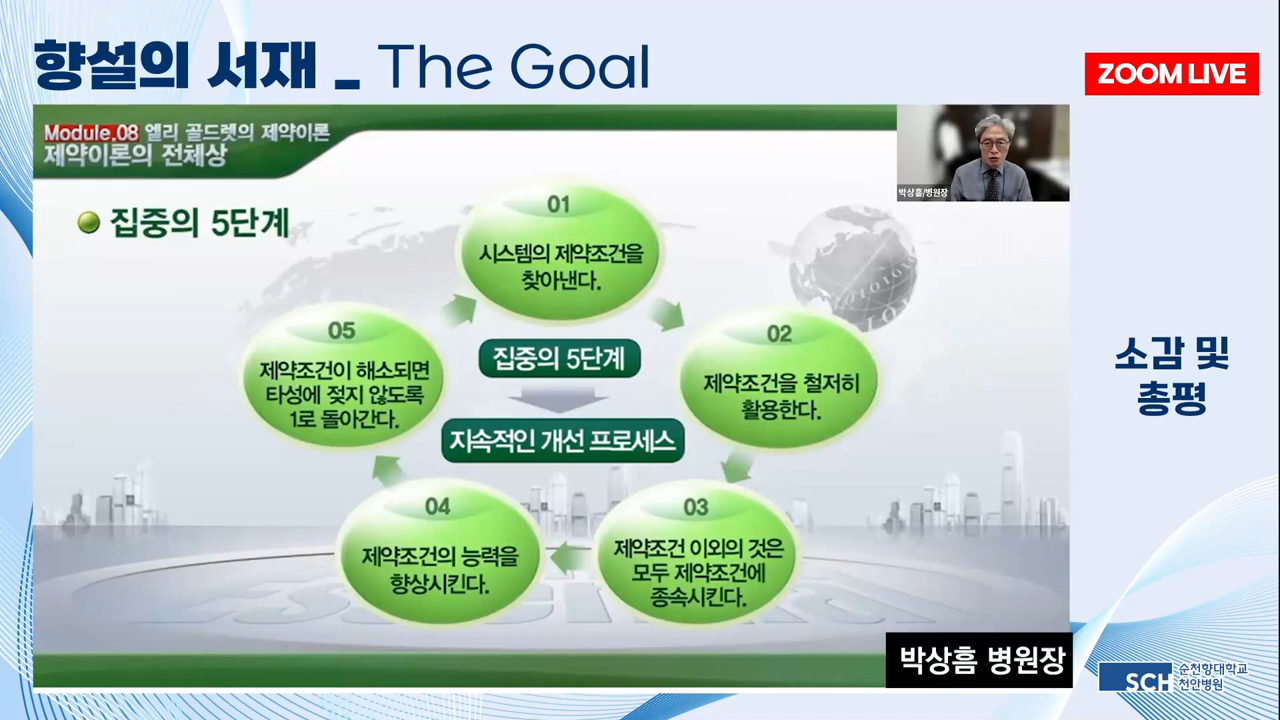 향설의 서재 _ The Goal
ZOOM LIVE
Module.08 엘리 골드렛의 제약이론
제약이론의 전체상
박상흠/병원장
집중의 5단계
01
시스템의 제약조건을
찾아낸다.
02
제약조건을 철저히
활용한다.
03
제약조건 이외의 것은
모두 제약조건에
종속시킨다.
04
제약조건의 능력을
향상시킨다.
05
제약조건이 해소되면
타성에 젖지 않도록
1로 돌아간다.
집중의 5단계
지속적인 개선 프로세스
소감 및
총평
박상흠 병원장
SCH 순천향대학교
천안병원